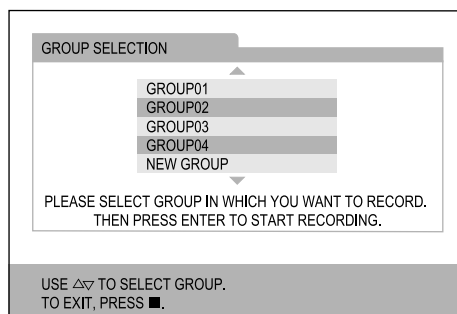 GROUP SELECTION
GROUP01
GROUP02
GROUP03
GROUP04
NEW GROUP
PLEASE SELECT GROUP IN WHICH YOU WANT TO RECORD.
THEN PRESS ENTER TO START RECORDING.
USE △▽ TO SELECT GROUP.
TO EXIT, PRESS ■.